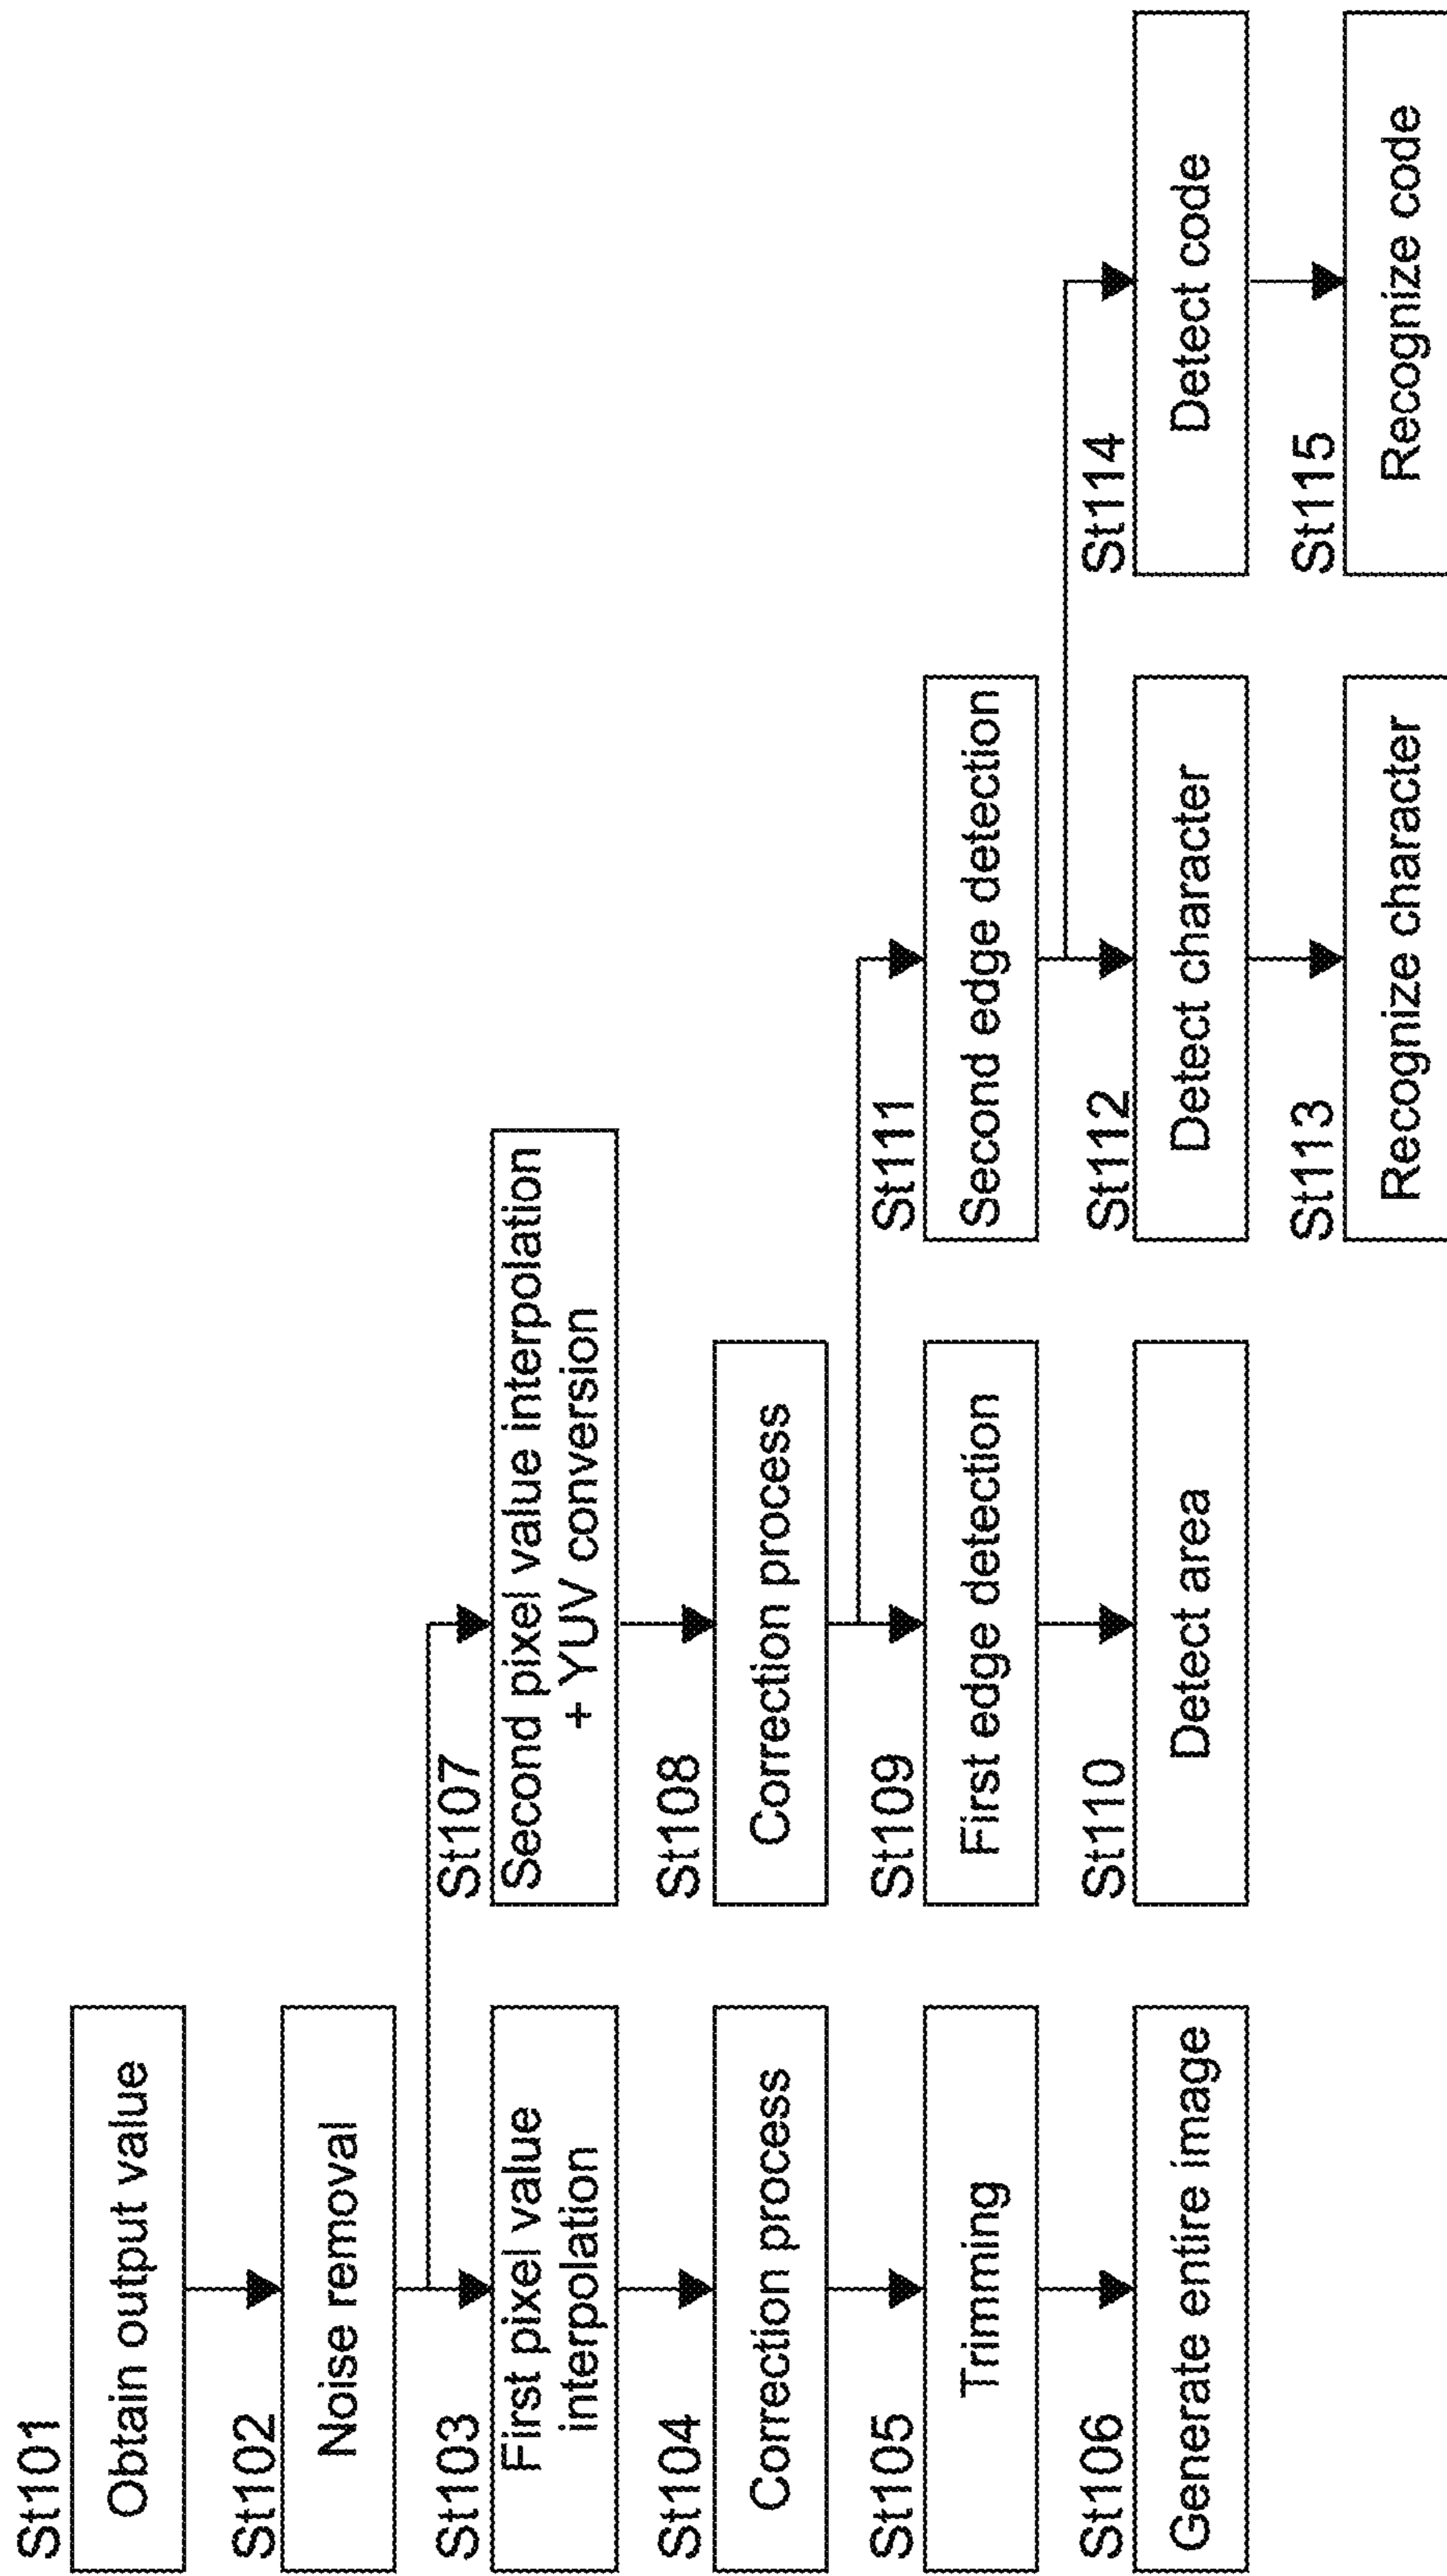 St101
Obtain output value
St102
Noise removal
St103
First pixel value
interpolation
St104
Correction process
St105
Trimming
St106
Generate entire image
St107
Second pixel value interpolation
+ YUV conversion
St108
Correction process
St109
First edge detection
St110
Detect area
St111
Second edge detection
St112
Detect character
St113
Recognize character
St114
Detect code
St115
Recognize code